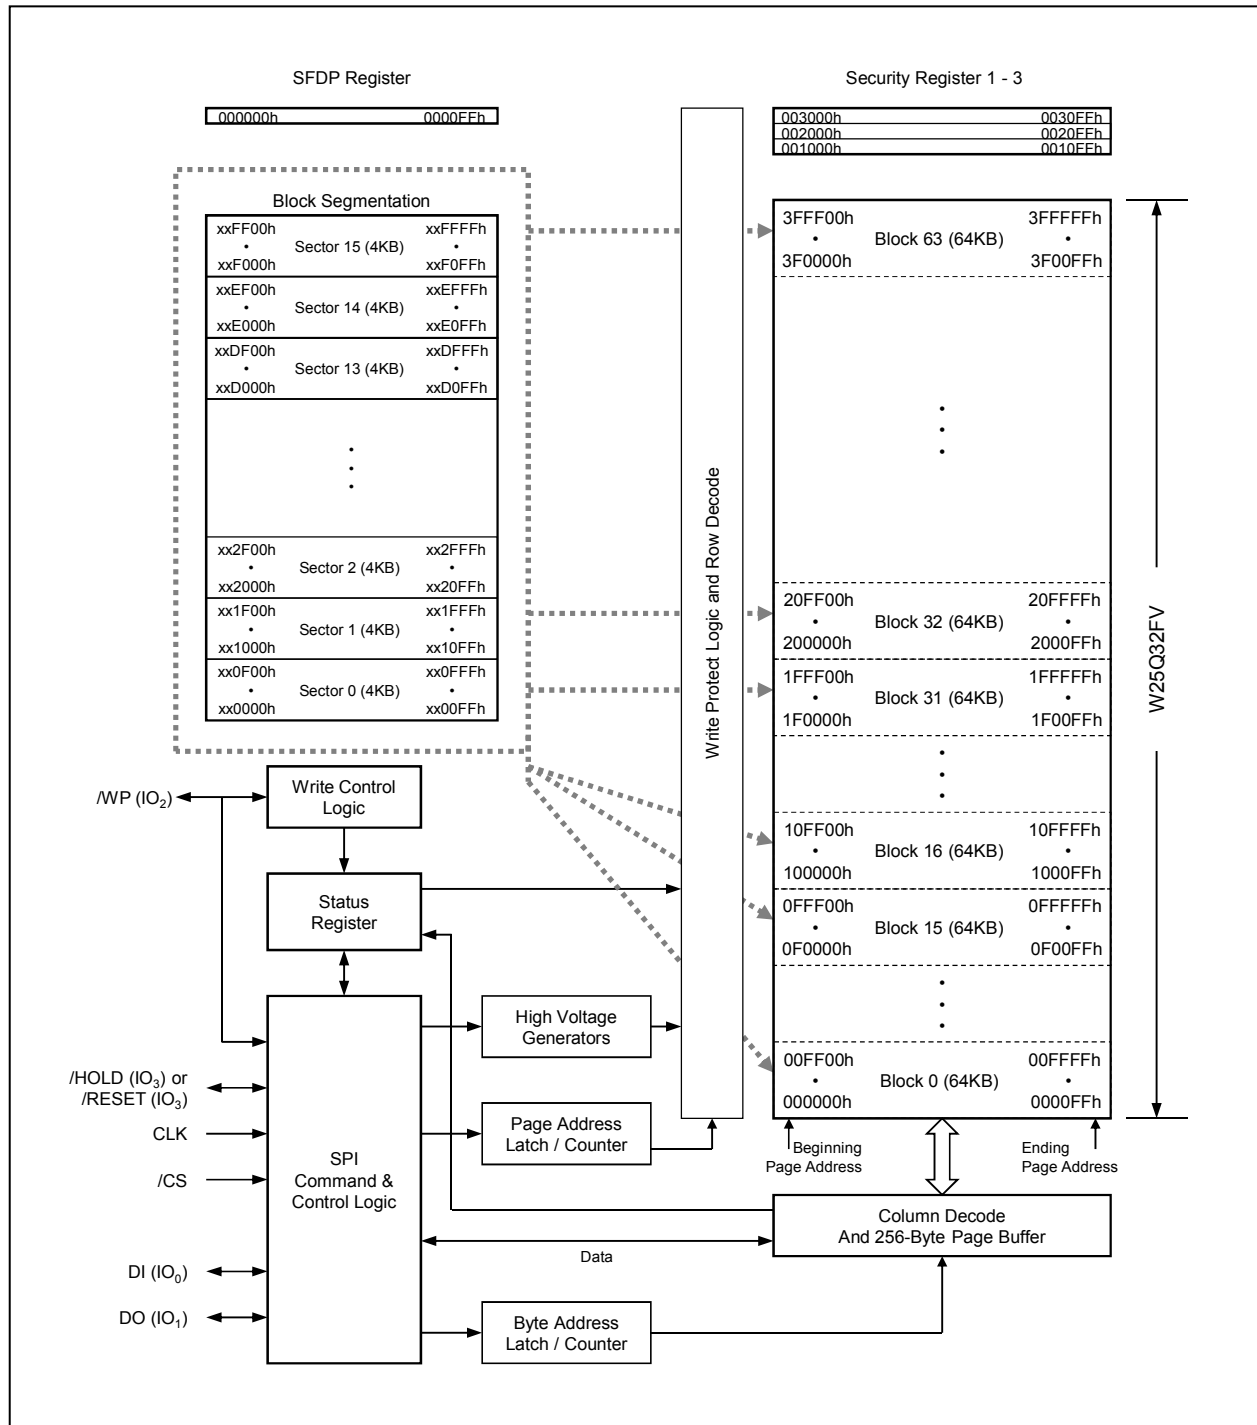 SFDP Register
000000h 0000FFh
Security Register 1 - 3
003000h 0030FFh
002000h 0020FFh
001000h 0010FFh
Block Segmentation
xxFF00h xxFFFFh
• Sector 15 (4KB) •
xxF000h xxF0FFh
xxEF00h xxEFFFh
• Sector 14 (4KB) •
xxE000h xxE0FFh
xxDF00h xxDFFFh
• Sector 13 (4KB) •
xxD000h xxD0FFh
xx2F00h xx2FFFh
• Sector 2 (4KB) •
xx2000h xx20FFh
xx1F00h xx1FFFh
• Sector 1 (4KB) •
xx1000h xx10FFh
xx0F00h xx0FFFh
• Sector 0 (4KB) •
xx0000h xx00FFh
Write Protect Logic and Row Decode
3FFF00h 3FFFFFh
• Block 63 (64KB) •
3F0000h 3F00FFh
20FF00h 20FFFFh
• Block 32 (64KB) •
200000h 2000FFh
1FFF00h 1FFFFFh
• Block 31 (64KB) •
1F0000h 1F00FFh
10FF00h 10FFFFh
• Block 16 (64KB) •
100000h 1000FFh
0FFF00h 0FFFFFh
• Block 15 (64KB) •
0F0000h 0F00FFh
00FF00h 00FFFFh
• Block 0 (64KB) •
000000h 0000FFh
W25Q32FV
Beginning
Page Address
Ending
Page Address
/WP (IO2)
Write Control
Logic
Status
Register
High Voltage
Generators
/HOLD (IO3) or
/RESET (IO3)
CLK
/CS
Page Address
Latch / Counter
SPI
Command &
Control Logic
Column Decode
And 256-Byte Page Buffer
Data
DI (IO0)
DO (IO1)
Byte Address
Latch / Counter